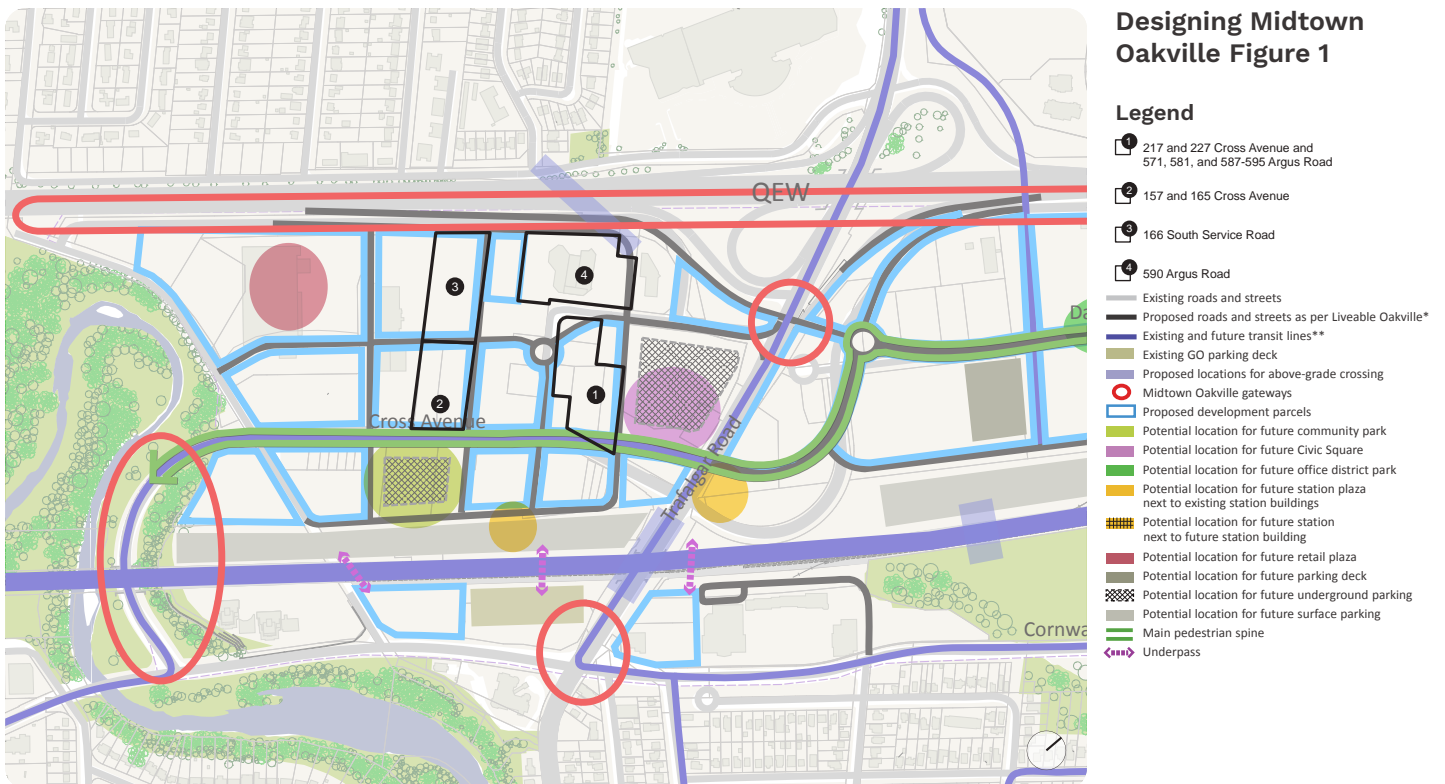 Designing Midtown
Oakville Figure 1
Legend
1
217 and 227 Cross Avenue and
571, 581, and 587-595 Argus Road
2
157 and 165 Cross Avenue
3
166 South Service Road
4
590 Argus Road
Existing roads and streets
Proposed roads and streets as per Liveable Oakville*
Existing and future transit lines**
Existing GO parking deck
Proposed locations for above-grade crossing
Midtown Oakville gateways
Proposed development parcels
Potential location for future community park
Potential location for future Civic Square
Potential location for future office district park
Potential location for future station plaza
next to existing station buildings
Potential location for future station
next to future station building
Potential location for future retail plaza
Potential location for future parking deck
Potential location for future underground parking
Potential location for future surface parking
Main pedestrian spine
Underpass
QEW
3
4
1
2
Cross Avenue
Trafalgar Road
Da
Cornwa